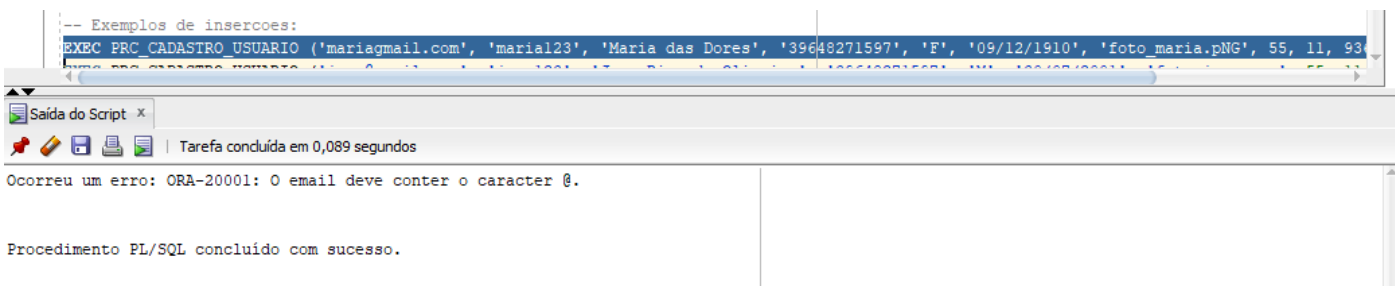 -- Exemplos de insercoes:
EXEC PRC_CADASTRO_USUARIO ('mariagmail.com', 'maria123', 'Maria das Dores', '39648271597', 'F', '09/12/1910', 'foto_maria.pNG', 55, 11, 936
Saída do Script x
Tarefa concluída em 0,089 segundos
Ocorreu um erro: ORA-20001: O email deve conter o caracter @.
Procedimento PL/SQL concluído com sucesso.